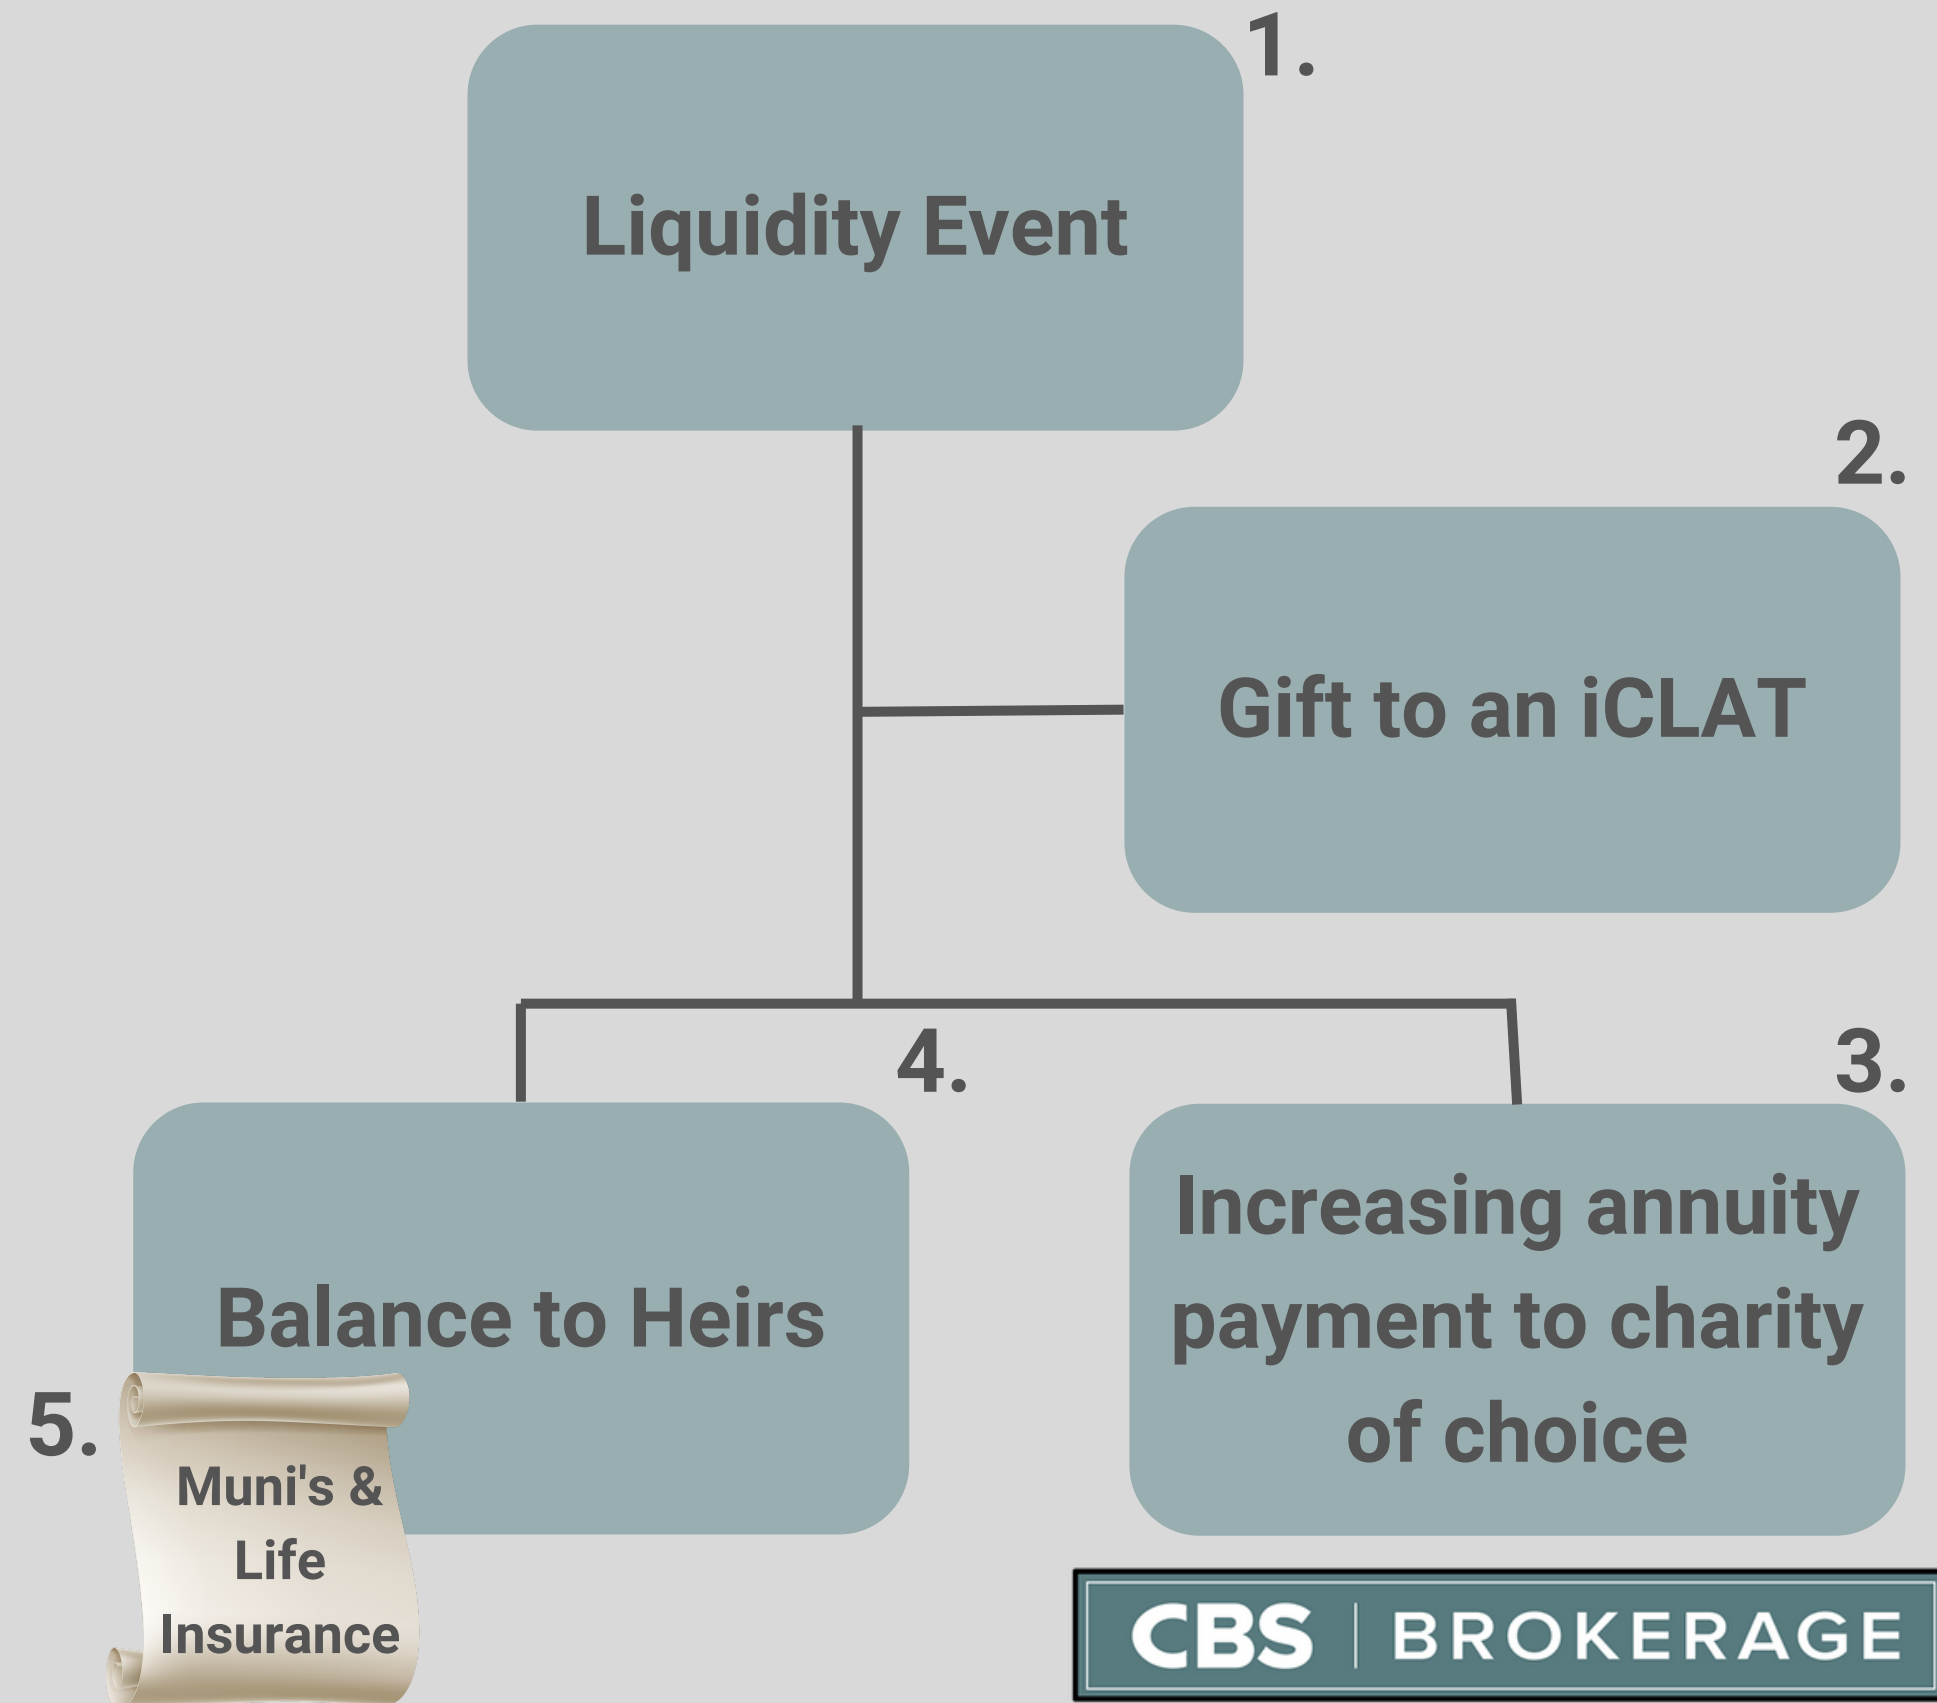 1.
Liquidity Event
2.
Gift to an iCLAT
3.
Increasing annuity
payment to charity
of choice
4.
Balance to Heirs
5.
Muni's &
Life
Insurance
CBS | BROKERAGE